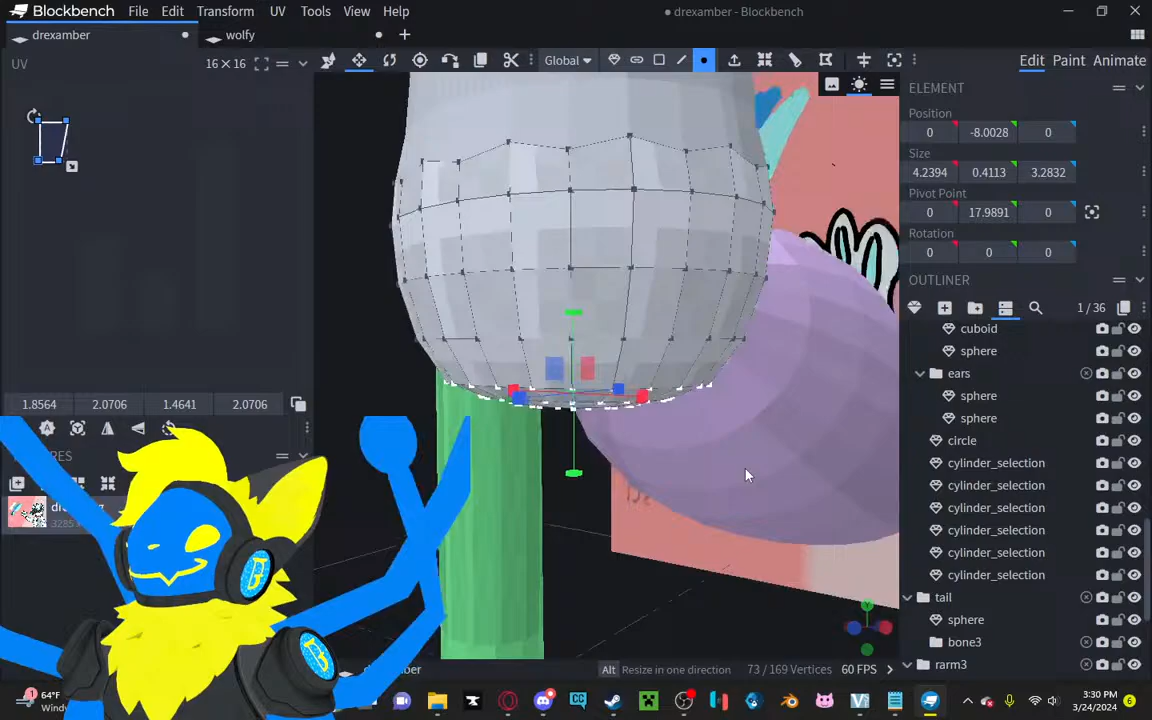 Blockbench File Edit Transform UV Tools View Help
drexamber - Blockbench
drexamber wolfy
UV 16 × 16
Global
Edit Paint Animate
ELEMENT
Position
0 -8.0028 0
Size
4.2394 0.4113 3.2832
Pivot Point
0 17.9891 0
Rotation
0 0 0
OUTLINER
1 / 36
cuboid
sphere
ears
sphere
sphere
circle
cylinder_selection
cylinder_selection
cylinder_selection
cylinder_selection
cylinder_selection
cylinder_selection
tail
sphere
bone3
rarm3
1.8564 2.0706 1.4641 2.0706
Alt Resize in one direction 73 / 169 Vertices 60 FPS
64°F
3:30 PM
3/24/2024
6